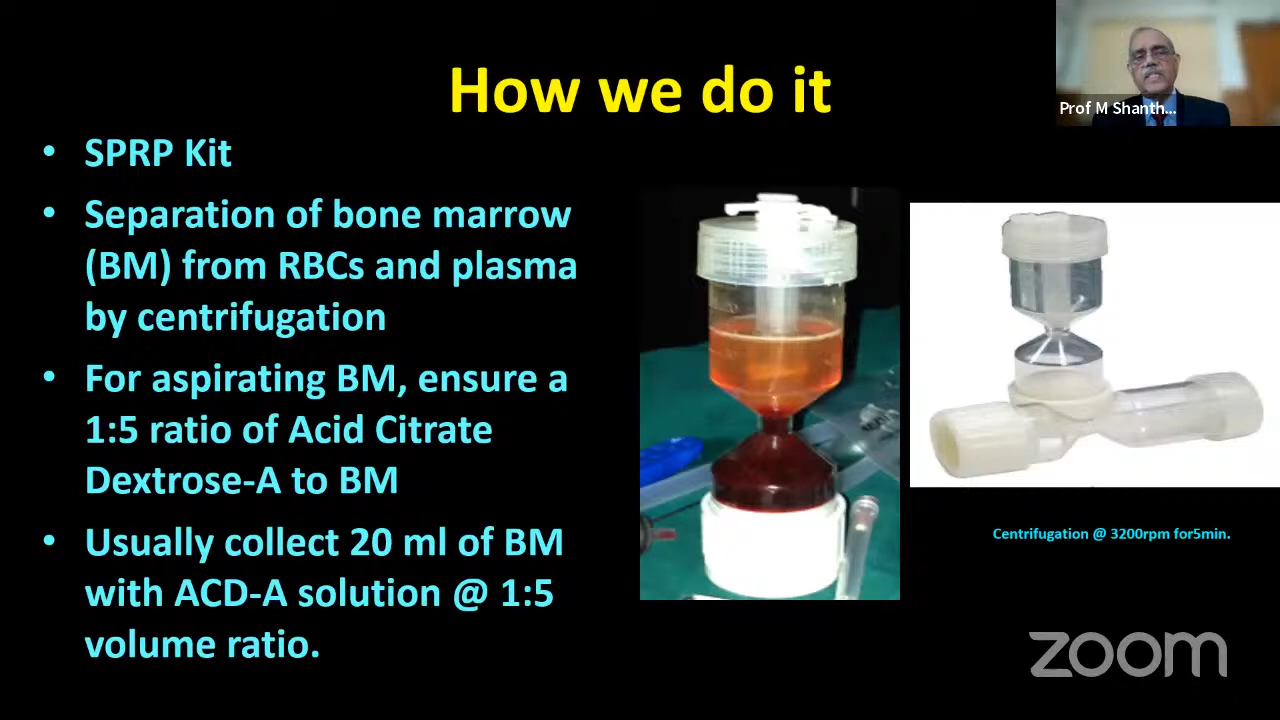 How we do it
Prof M Shanth...
• SPRP Kit
• Separation of bone marrow
(BM) from RBCs and plasma
by centrifugation
• For aspirating BM, ensure a
1:5 ratio of Acid Citrate
Dextrose-A to BM
• Usually collect 20 ml of BM
with ACD-A solution @ 1:5
volume ratio.
Centrifugation @ 3200rpm for5min.
zoom